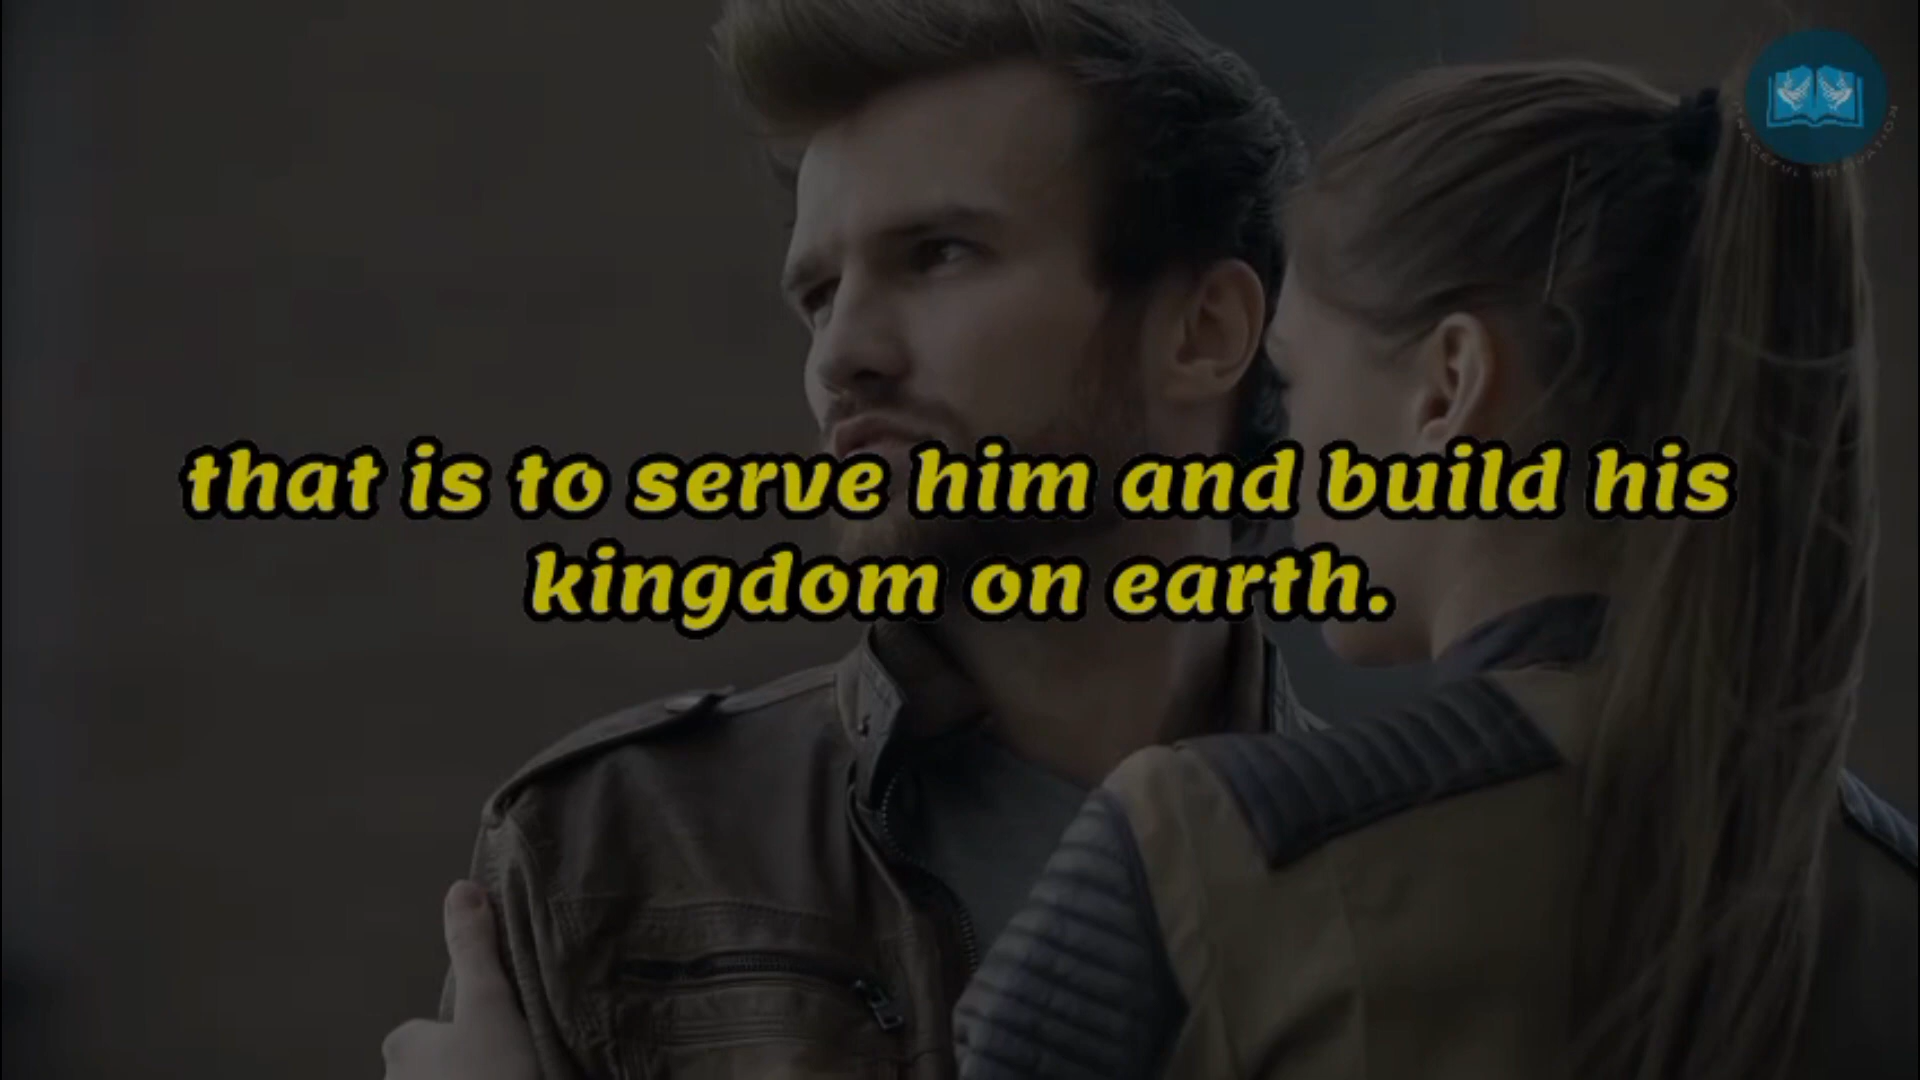 that is to serve him and build his
kingdom on earth.